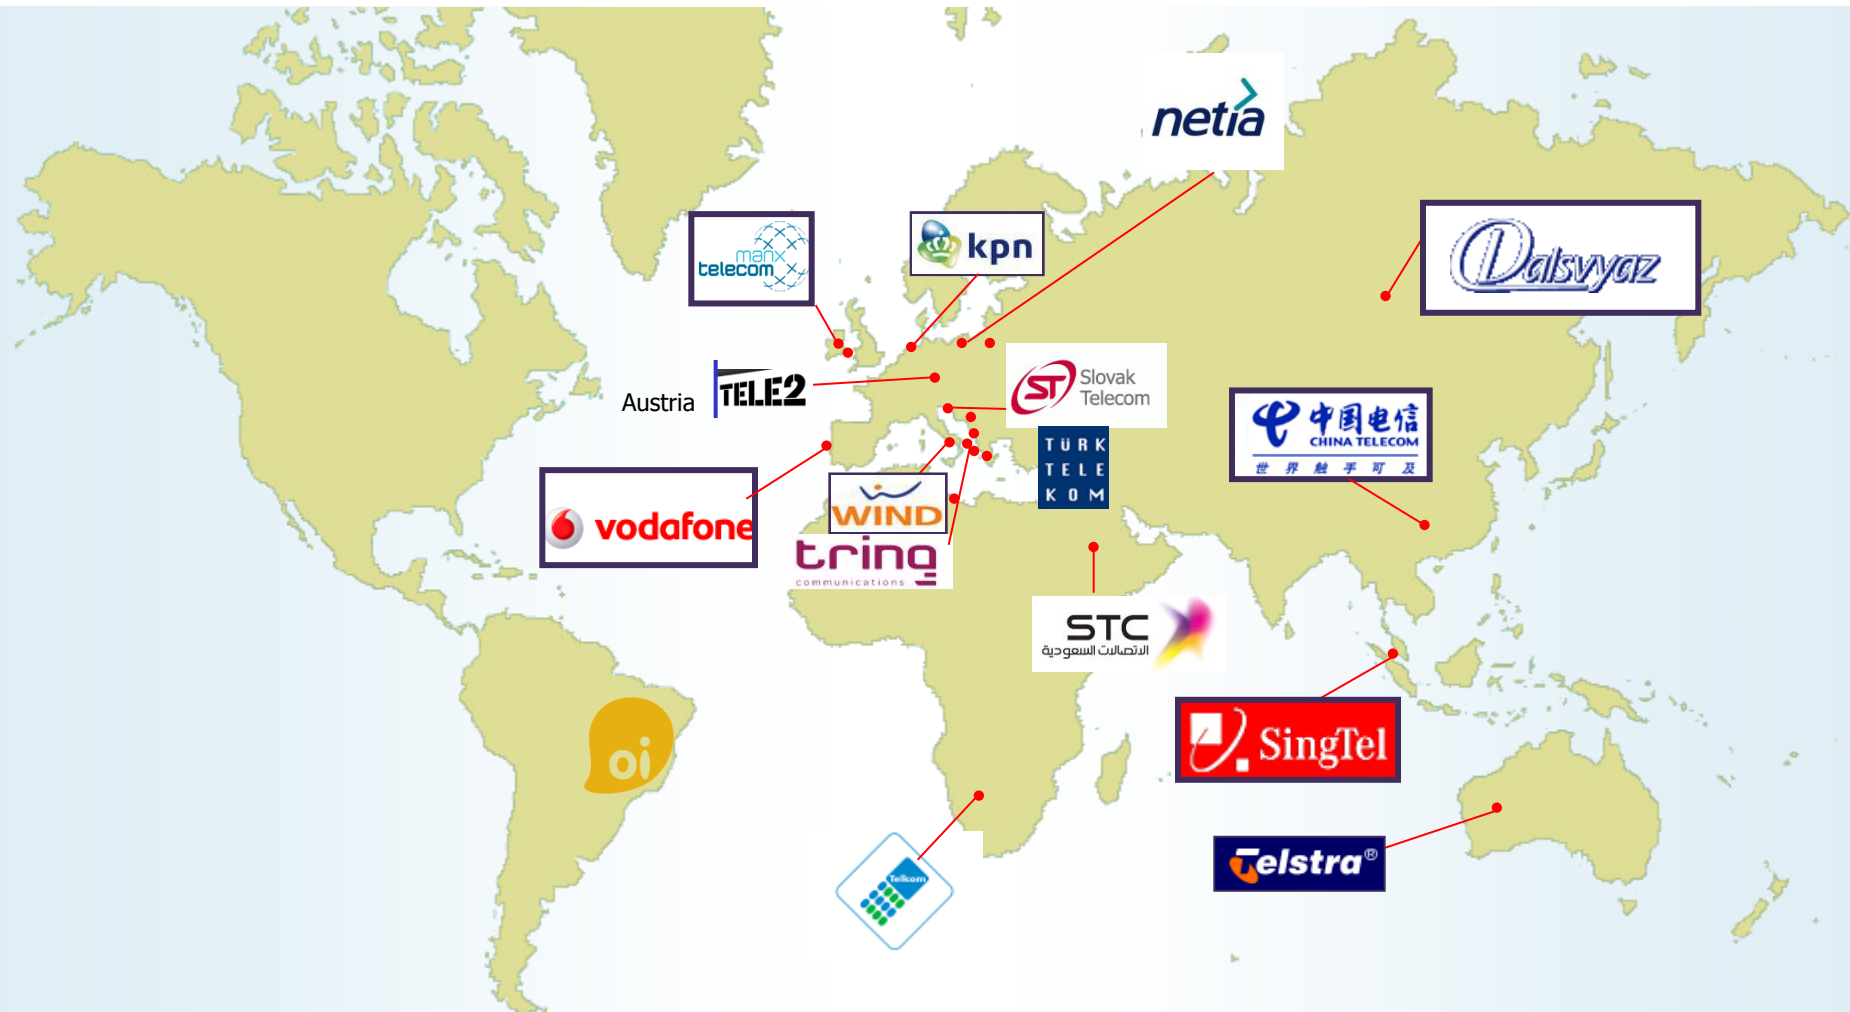 netia
manx
telecom
kpn
Dalsvyaz
Austria
TELE2
Slovak
Telecom
ST
中国电信
CHINA TELECOM
世界触手可及
TÜRK
TELE
KOM
vodafone
WIND
tring
communications
STC
الاتصالات السعودية
oi
SingTel
Telstra®
Telkom